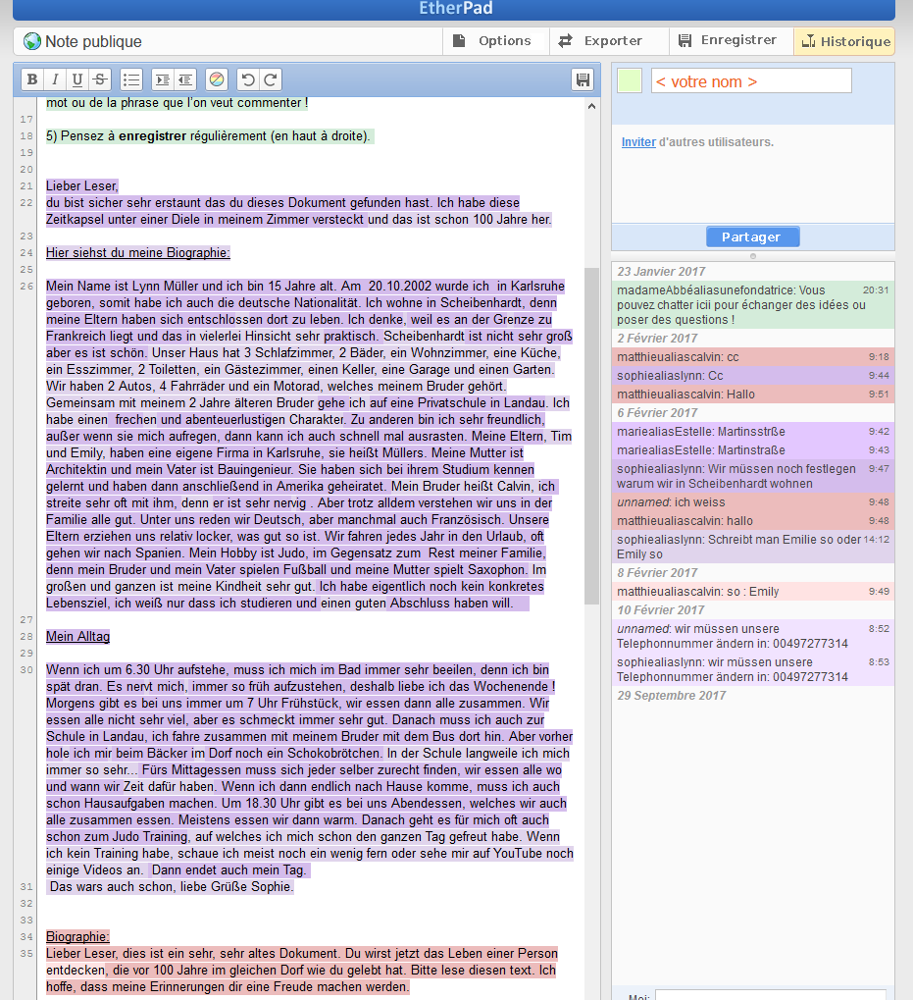 EtherPad
Note publique
Options
Exporter
Enregistrer
Historique
B I U S
< votre nom >
mot ou de la phrase que l'on veut commenter !
17
18 5) Pensez à enregistrer régulièrement (en haut à droite).
19
20
21 Lieber Leser,
22 du bist sicher sehr erstaunt das du dieses Dokument gefunden hast. Ich habe diese
Zeitkapsel unter einer Diele in meinem Zimmer versteckt und das ist schon 100 Jahre her.
23
24 Hier siehst du meine Biographie:
25
26 Mein Name ist Lynn Müller und ich bin 15 Jahre alt. Am  20.10.2002 wurde ich  in Karlsruhe
geboren, somit habe ich auch die deutsche Nationalität. Ich wohne in Scheibenhardt, denn
meine Eltern haben sich entschlossen dort zu leben. Ich denke, weil es an der Grenze zu
Frankreich liegt und das in vielerlei Hinsicht sehr praktisch. Scheibenhardt ist nicht sehr groß
aber es ist schön. Unser Haus hat 3 Schlafzimmer, 2 Bäder, ein Wohnzimmer, eine Küche,
ein Esszimmer, 2 Toiletten, ein Gästezimmer, einen Keller, eine Garage und einen Garten.
Wir haben 2 Autos, 4 Fahrräder und ein Motorad, welches meinem Bruder gehört.
Gemeinsam mit meinem 2 Jahre älteren Bruder gehe ich auf eine Privatschule in Landau. Ich
habe einen  frechen und abenteuerlustigen Charakter. Zu anderen bin ich sehr freundlich,
außer wenn sie mich aufregen, dann kann ich auch schnell mal ausrasten. Meine Eltern, Tim
und Emily, haben eine eigene Firma in Karlsruhe, sie heißt Müllers. Meine Mutter ist
Architektin und mein Vater ist Bauingenieur. Sie haben sich bei ihrem Studium kennen
gelernt und haben dann anschließend in Amerika geheiratet. Mein Bruder heißt Calvin, ich
streite sehr oft mit ihm, denn er ist sehr nervig . Aber trotz alldem verstehen wir uns in der
Familie alle gut. Unter uns reden wir Deutsch, aber manchmal auch Französisch. Unsere
Eltern erziehen uns relativ locker, was gut so ist. Wir fahren jedes Jahr in den Urlaub, oft
gehen wir nach Spanien. Mein Hobby ist Judo, im Gegensatz zum  Rest meiner Familie,
denn mein Bruder und mein Vater spielen Fußball und meine Mutter spielt Saxophon. Im
großen und ganzen ist meine Kindheit sehr gut. Ich habe eigentlich noch kein konkretes
Lebensziel, ich weiß nur dass ich studieren und einen guten Abschluss haben will.
27
28 Mein Alltag
29
30 Wenn ich um 6.30 Uhr aufstehe, muss ich mich im Bad immer sehr beeilen, denn ich bin
spät dran. Es nervt mich, immer so früh aufzustehen, deshalb liebe ich das Wochenende !
Morgens gibt es bei uns immer um 7 Uhr Frühstück, wir essen dann alle zusammen. Wir
essen alle nicht sehr viel, aber es schmeckt immer sehr gut. Danach muss ich auch zur
Schule in Landau, ich fahre zusammen mit meinem Bruder mit dem Bus dort hin. Aber vorher
hole ich mir beim Bäcker im Dorf noch ein Schokobrötchen. In der Schule langweile ich mich
immer so sehr... Fürs Mittagessen muss sich jeder selber zurecht finden, wir essen alle wo
und wann wir Zeit dafür haben. Wenn ich dann endlich nach Hause komme, muss ich auch
schon Hausaufgaben machen. Um 18.30 Uhr gibt es bei uns Abendessen, welches wir auch
alle zusammen essen. Meistens essen wir dann warm. Danach geht es für mich oft auch
schon zum Judo Training, auf welches ich mich schon den ganzen Tag gefreut habe. Wenn
ich kein Training habe, schaue ich meist noch ein wenig fern oder sehe mir auf YouTube noch
einige Videos an.  Dann endet auch mein Tag.
31 Das wars auch schon, liebe Grüße Sophie.
32
33
34 Biographie:
35 Lieber Leser, dies ist ein sehr, sehr altes Dokument. Du wirst jetzt das Leben einer Person
entdecken, die vor 100 Jahre im gleichen Dorf wie du gelebt hat. Bitte lese diesen text. Ich
hoffe, dass meine Erinnerungen dir eine Freude machen werden.
Inviter d'autres utilisateurs.
Partager
23 Janvier 2017
madameAbbéaliasunefondatrice: Vous 20:31
pouvez chatter icii pour échanger des idées ou
poser des questions !
2 Février 2017
matthieualiascalvin: cc 9:18
sophiealiaslynn: Cc 9:44
matthieualiascalvin: Hallo 9:51
6 Février 2017
mariealiasEstelle: Martinsstrße 9:42
mariealiasEstelle: Martinstraße 9:43
sophiealiaslynn: Wir müssen noch festlegen 9:47
warum wir in Scheibenhardt wohnen
unnamed: ich weiss 9:48
matthieualiascalvin: hallo 9:48
sophiealiaslynn: Schreibt man Emilie so oder 14:12
Emily so
8 Février 2017
matthieualiascalvin: so : Emily 9:49
10 Février 2017
unnamed: wir müssen unsere 8:52
Telephonnummer ändern in: 00497277314
sophiealiaslynn: wir müssen unsere 8:53
Telephonnummer ändern in: 00497277314
29 Septembre 2017
Moi: